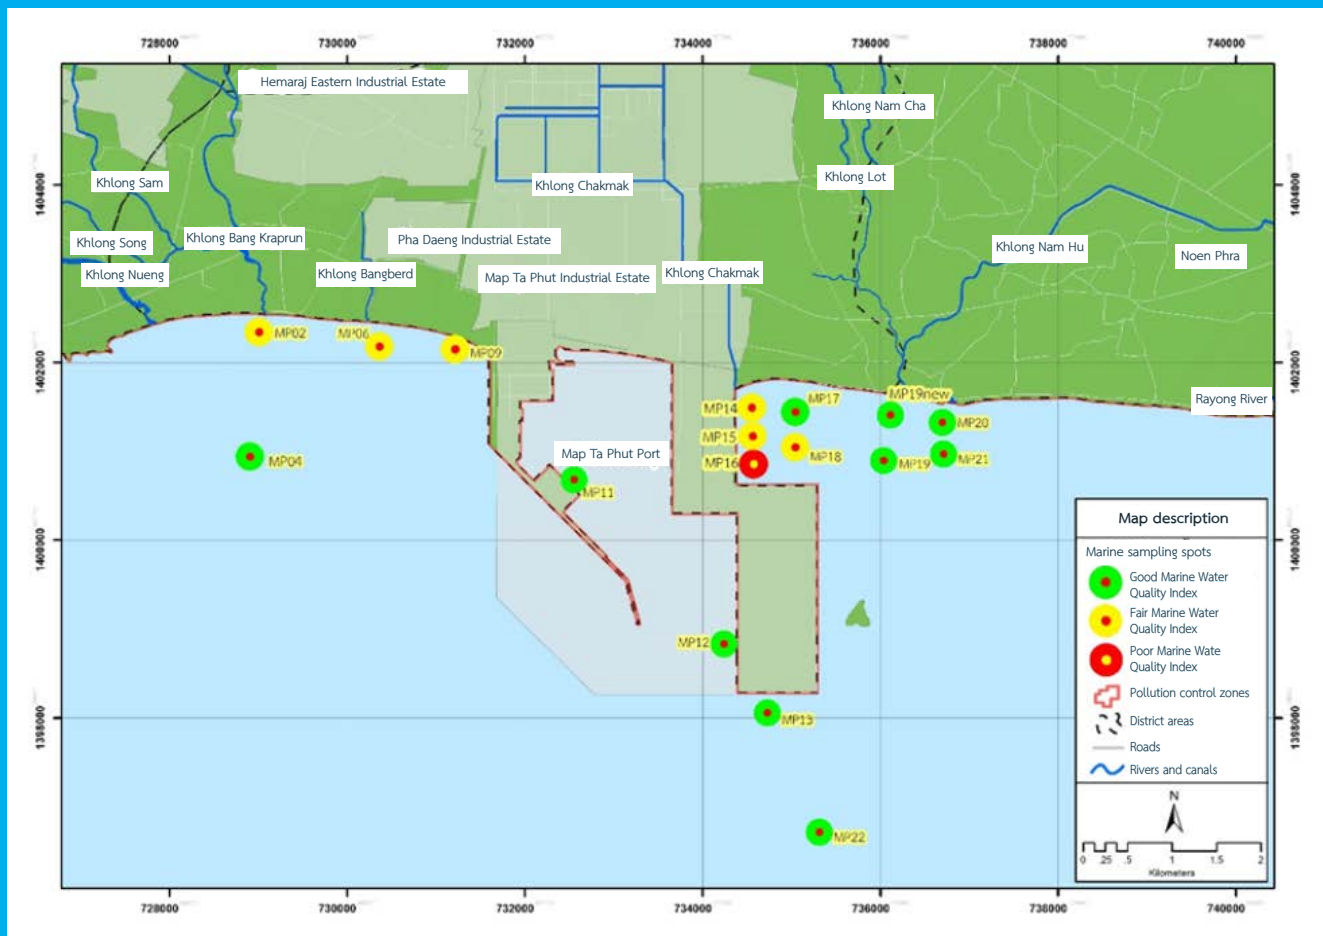 728000
730000
732000
734000
736000
738000
740000
Hemaraj Eastern Industrial Estate
Khlong Nam Cha
Khlong Sam
Khlong Chakmak
Khlong Lot
1404000
1404000
Khlong Song
Khlong Bang Kraprun
Pha Daeng Industrial Estate
Khlong Nam Hu
Noen Phra
Khlong Nueng
Khlong Bangberd
Map Ta Phut Industrial Estate
Khlong Chakmak
MP02
MP06
MP09
1402000
1402000
MP14
MP17
MP19new
Rayong River
MP15
MP18
MP20
MP16
MP19
MP21
MP04
Map Ta Phut Port
MP11
1400000
1400000
MP12
MP13
1398000
1398000
MP22
Map description
Marine sampling spots
Good Marine Water
Quality Index
Fair Marine Water
Quality Index
Poor Marine Wate
Quality Index
Pollution control zones
District areas
Roads
Rivers and canals
N
0 .25 .5 1 1.5 2
Kilometers
728000
730000
732000
734000
736000
738000
740000